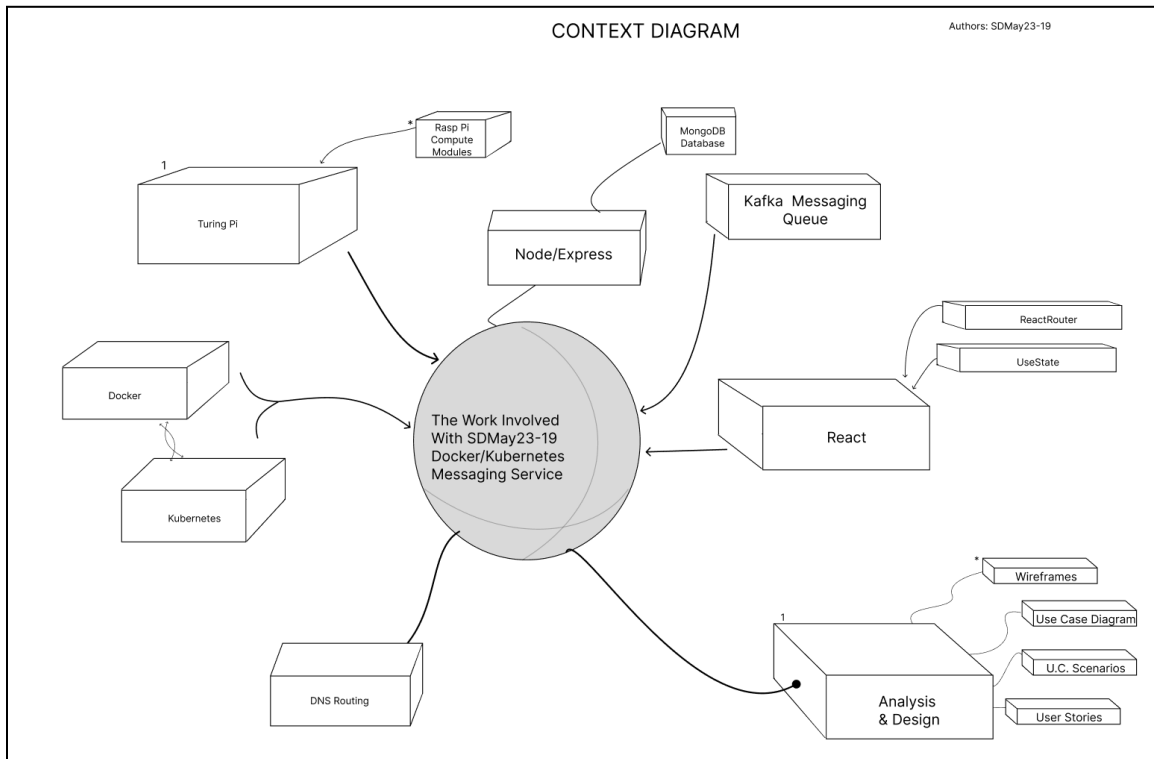 CONTEXT DIAGRAM
Authors: SDMay23-19
*
Rasp Pi
Compute
Modules
MongoDB
Database
1
Turing Pi
Kafka Messaging
Queue
Node/Express
ReactRouter
UseState
Docker
The Work Involved
With SDMay23-19
Docker/Kubernetes
Messaging Service
React
Kubernetes
*
Wireframes
1
Use Case Diagram
U.C. Scenarios
DNS Routing
Analysis
& Design
User Stories